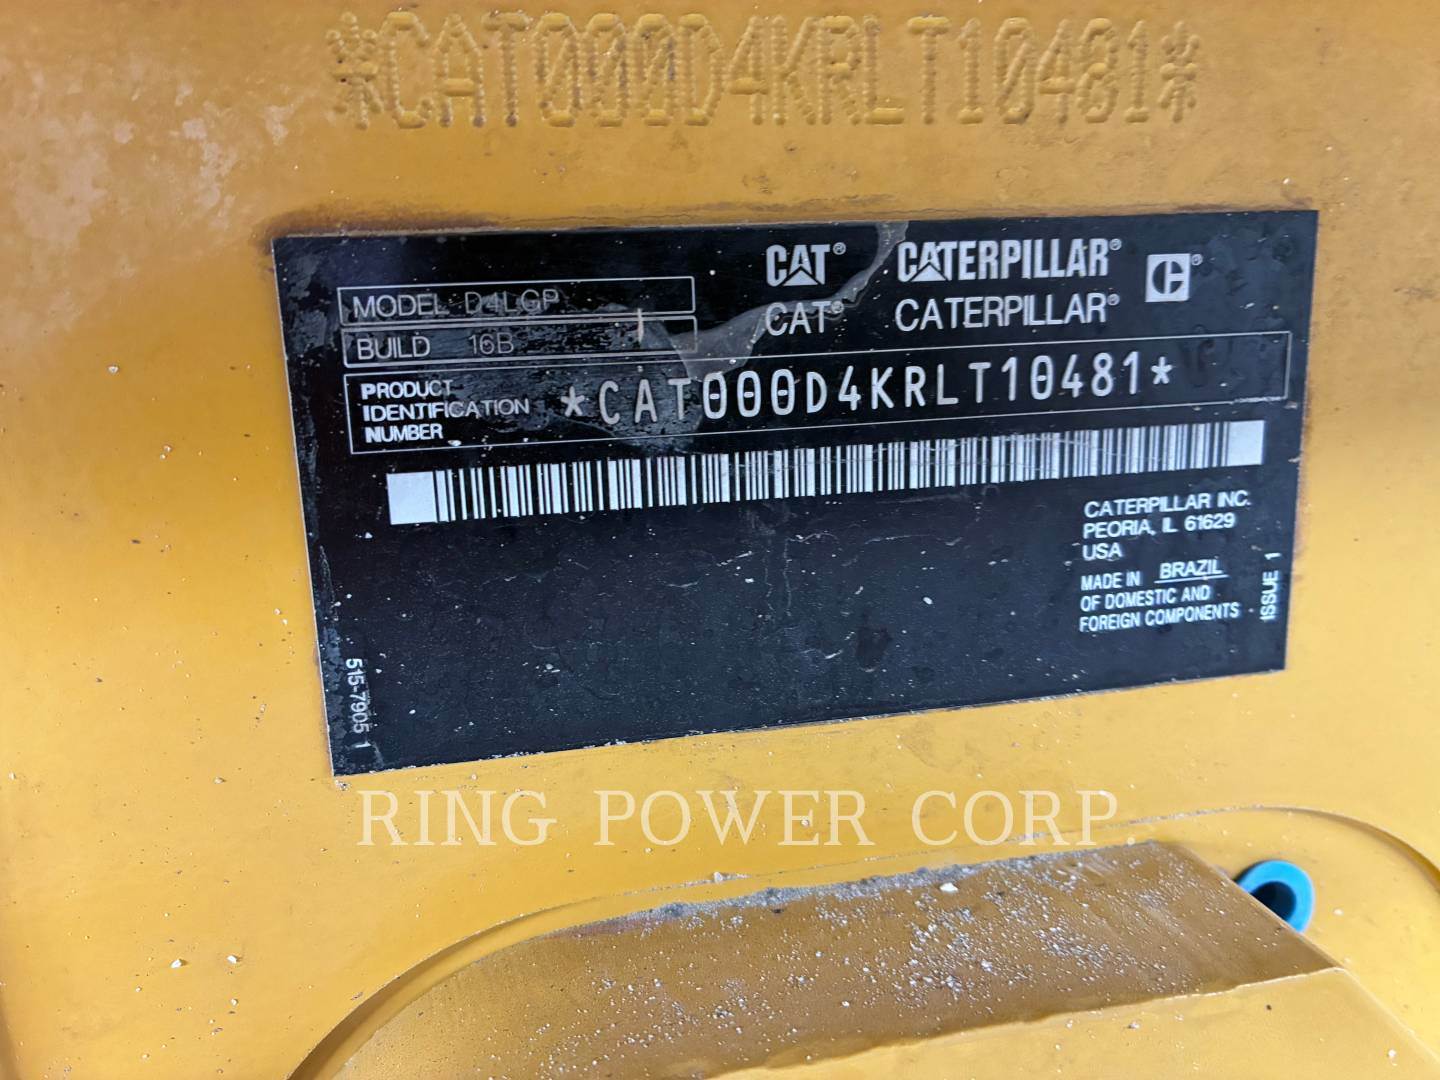 *CAT000D4KRLT10481*
CAT® CATERPILLAR® C®
CAT® CATERPILLAR®
MODEL D4LGP
BUILD 16B
PRODUCT
IDENTIFICATION
NUMBER
*CAT000D4KRLT10481*
CATERPILLAR INC.
PEORIA, IL 61629
USA
MADE IN BRAZIL
OF DOMESTIC AND
FOREIGN COMPONENTS
ISSUE 1
515-7905 1
RING POWER CORP.